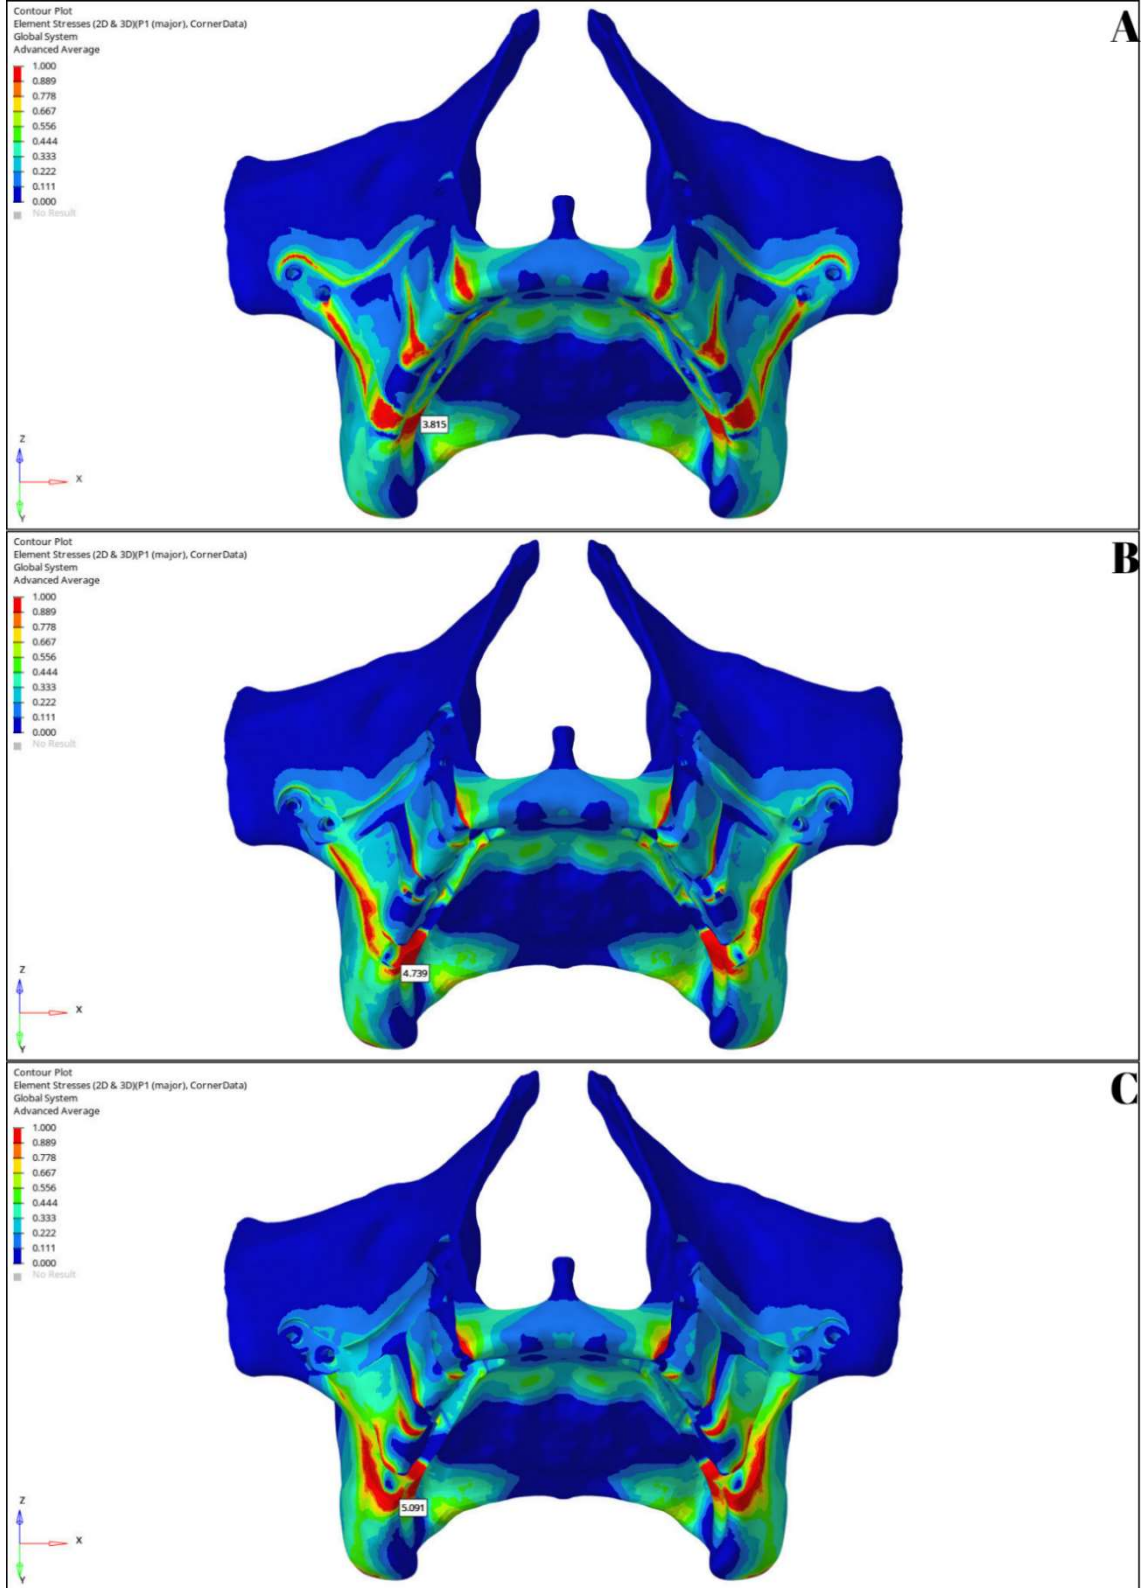 Contour Plot
Element Stresses (2D & 3D)(P1 (major), CornerData)
Global System
Advanced Average
1.000
0.889
0.778
0.667
0.556
0.444
0.333
0.222
0.111
0.000
No Result
A
3.815
Z
X
Y
Contour Plot
Element Stresses (2D & 3D)(P1 (major), CornerData)
Global System
Advanced Average
1.000
0.889
0.778
0.667
0.556
0.444
0.333
0.222
0.111
0.000
No Result
B
4.739
Z
X
Y
Contour Plot
Element Stresses (2D & 3D)(P1 (major), CornerData)
Global System
Advanced Average
1.000
0.889
0.778
0.667
0.556
0.444
0.333
0.222
0.111
0.000
No Result
C
5.091
Z
X
Y